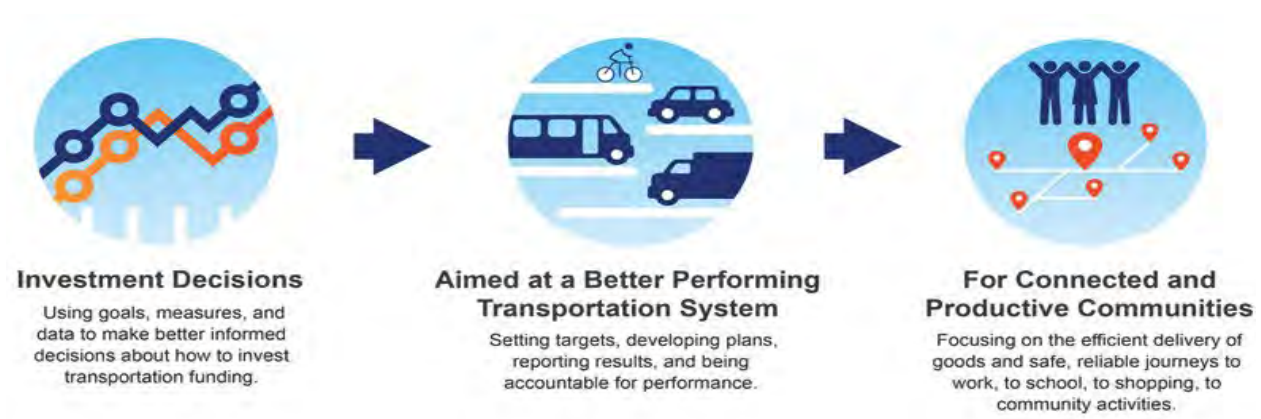 Investment Decisions
Using goals, measures, and
data to make better informed
decisions about how to invest
transportation funding.
Aimed at a Better Performing
Transportation System
Setting targets, developing plans,
reporting results, and being
accountable for performance.
For Connected and
Productive Communities
Focusing on the efficient delivery of
goods and safe, reliable journeys to
work, to school, to shopping, to
community activities.